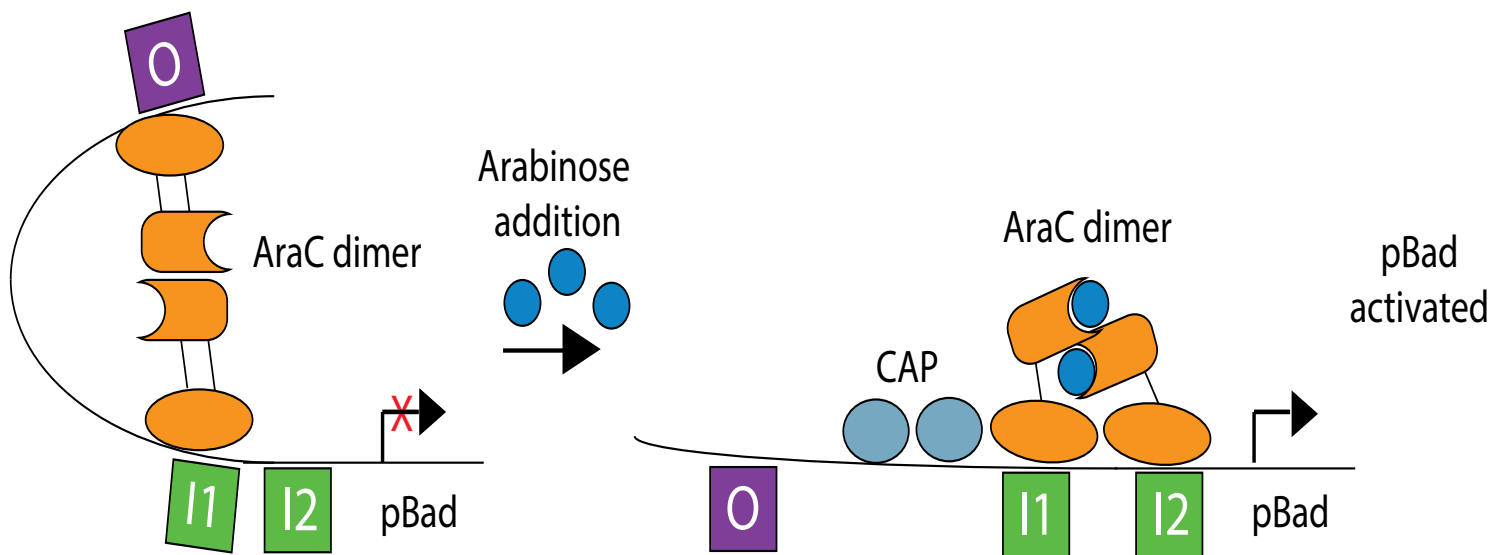 O
AraC dimer
I1
I2
pBad
X
Arabinose
addition
CAP
AraC dimer
O
I1
I2
pBad
pBad
activated